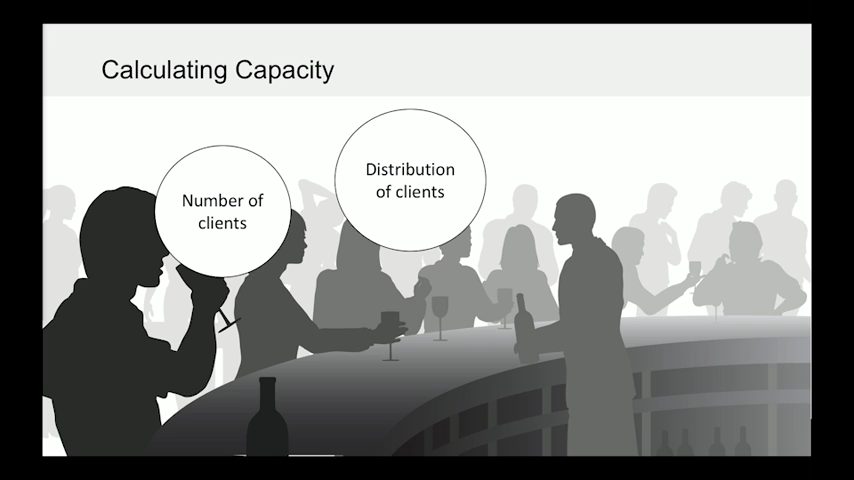 Calculating Capacity
Number of
clients
Distribution
of clients